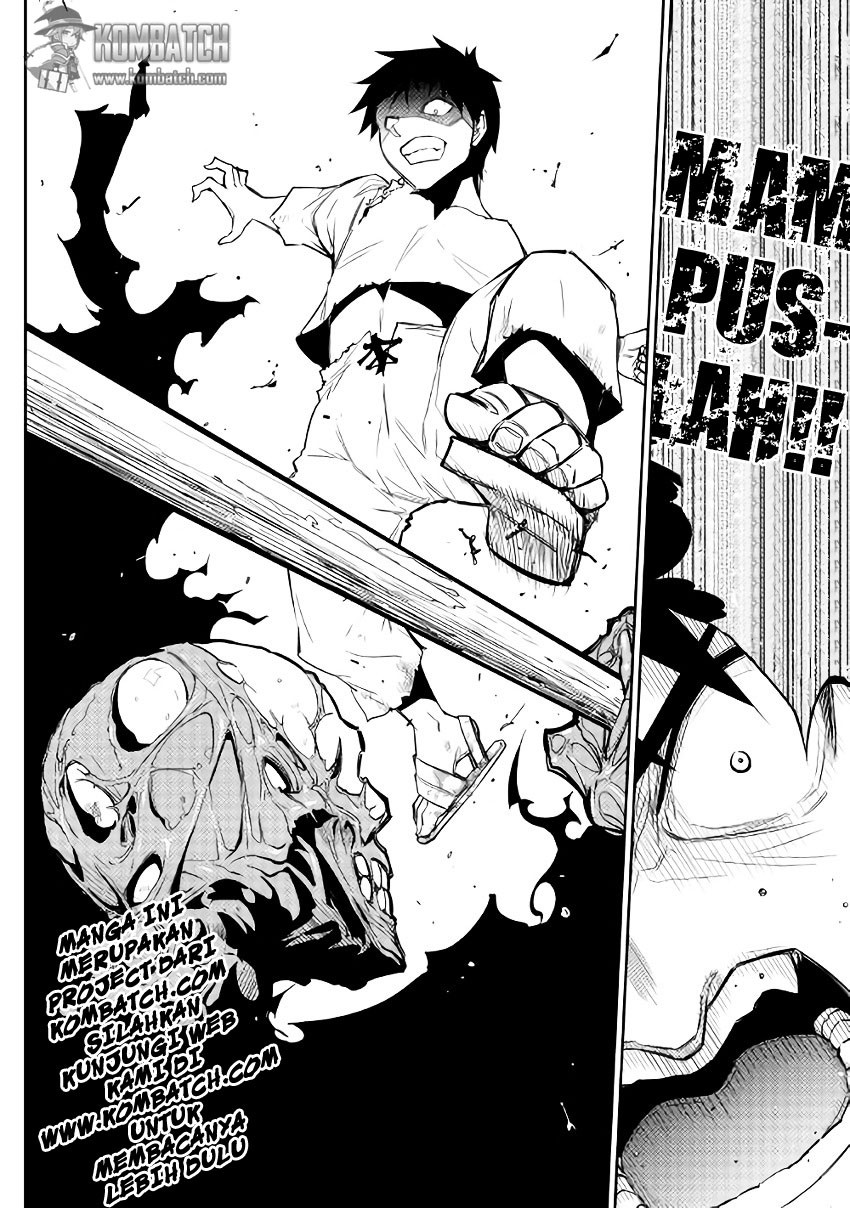 KOMBATCH
www.kombatch.com
MAM
PUS-
LAH!!
MANGA INI
MERUPAKAN
PROJECT DARI
KOMBATCH.COM
SILAHKAN
KUNJUNGI WEB
KAMI DI
WWW.KOMBATCH.COM
UNTUK
MEMBACANYA
LEBIH DULU